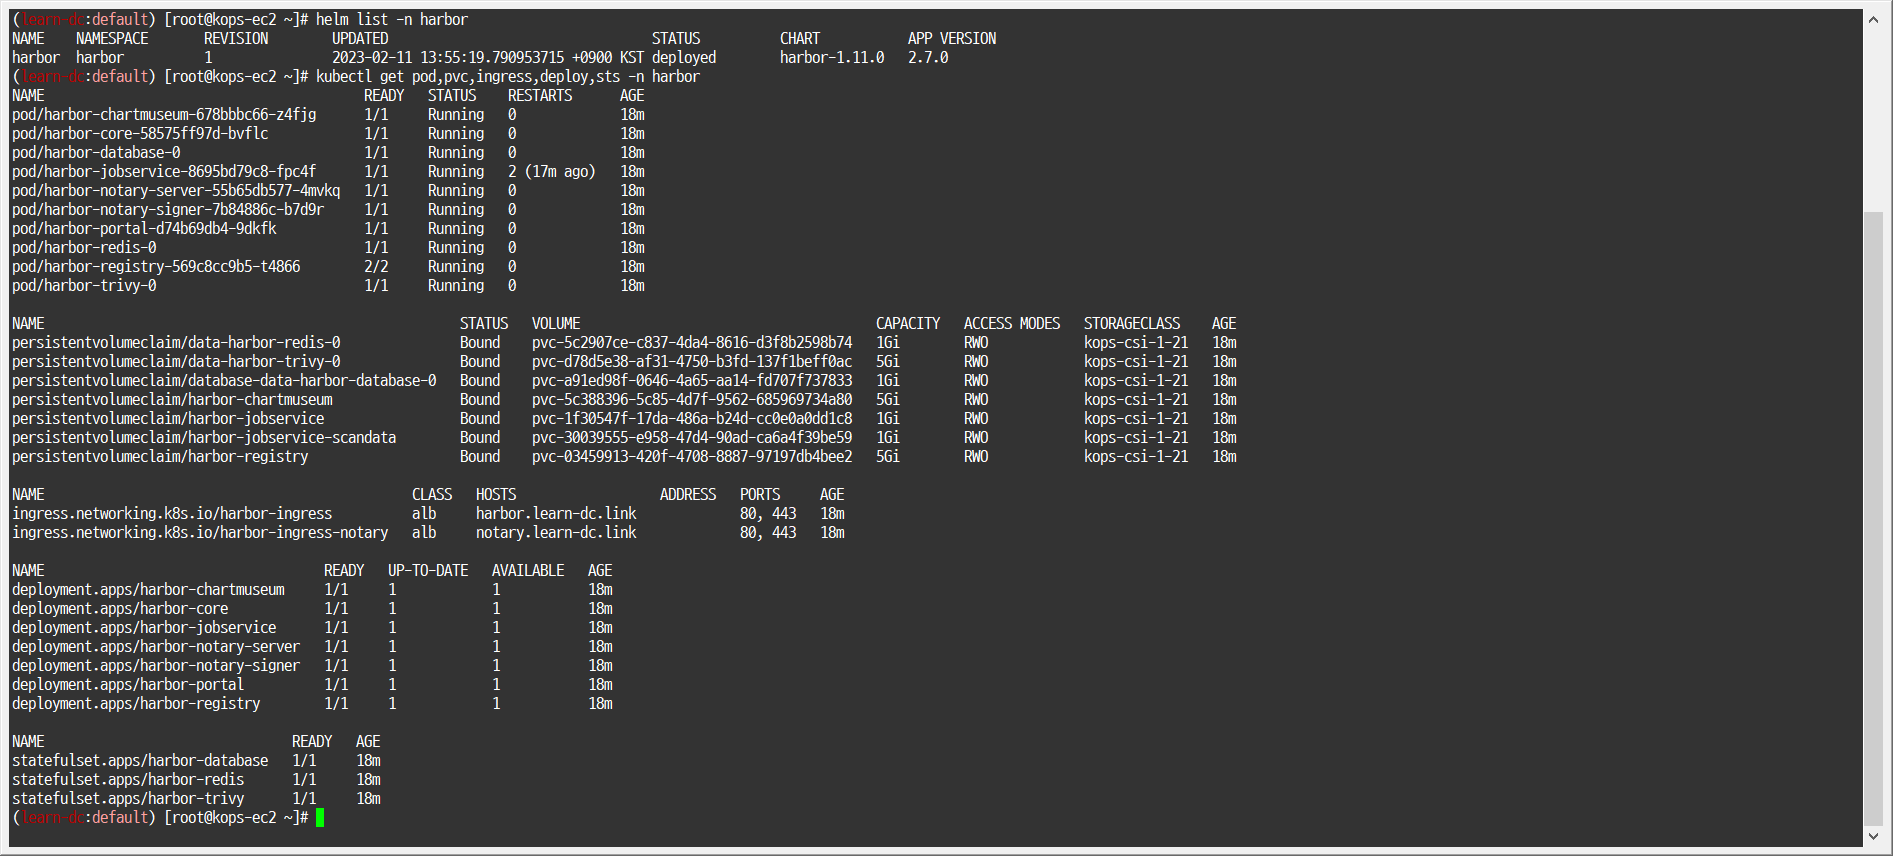 (learn-dc:default) [root@kops-ec2 ~]# helm list -n harbor
NAME    NAMESPACE       REVISION        UPDATED                                 STATUS          CHART           APP VERSION
harbor  harbor          1               2023-02-11 13:55:19.790953715 +0900 KST deployed        harbor-1.11.0   2.7.0
(learn-dc:default) [root@kops-ec2 ~]# kubectl get pod,pvc,ingress,deploy,sts -n harbor
NAME                                        READY   STATUS    RESTARTS      AGE
pod/harbor-chartmuseum-678bbbc66-z4fjg      1/1     Running   0             18m
pod/harbor-core-58575ff97d-bvflc            1/1     Running   0             18m
pod/harbor-database-0                       1/1     Running   0             18m
pod/harbor-jobservice-8695bd79c8-fpc4f      1/1     Running   2 (17m ago)   18m
pod/harbor-notary-server-55b65db577-4mvkq   1/1     Running   0             18m
pod/harbor-notary-signer-7b84886c-b7d9r     1/1     Running   0             18m
pod/harbor-portal-d74b69db4-9dkfk           1/1     Running   0             18m
pod/harbor-redis-0                          1/1     Running   0             18m
pod/harbor-registry-569c8cc9b5-t4866        2/2     Running   0             18m
pod/harbor-trivy-0                          1/1     Running   0             18m
NAME                                                    STATUS   VOLUME                                     CAPACITY   ACCESS MODES   STORAGECLASS    AGE
persistentvolumeclaim/data-harbor-redis-0               Bound    pvc-5c2907ce-c837-4da4-8616-d3f8b2598b74   1Gi        RWO            kops-csi-1-21   18m
persistentvolumeclaim/data-harbor-trivy-0               Bound    pvc-d78d5e38-af31-4750-b3fd-137f1beff0ac   5Gi        RWO            kops-csi-1-21   18m
persistentvolumeclaim/database-data-harbor-database-0   Bound    pvc-a91ed98f-0646-4a65-aa14-fd707f737833   1Gi        RWO            kops-csi-1-21   18m
persistentvolumeclaim/harbor-chartmuseum                Bound    pvc-5c388396-5c85-4d7f-9562-685969734a80   5Gi        RWO            kops-csi-1-21   18m
persistentvolumeclaim/harbor-jobservice                 Bound    pvc-1f30547f-17da-486a-b24d-cc0e0a0dd1c8   1Gi        RWO            kops-csi-1-21   18m
persistentvolumeclaim/harbor-jobservice-scandata        Bound    pvc-30039555-e958-47d4-90ad-ca6a4f39be59   1Gi        RWO            kops-csi-1-21   18m
persistentvolumeclaim/harbor-registry                   Bound    pvc-03459913-420f-4708-8887-97197db4bee2   5Gi        RWO            kops-csi-1-21   18m
NAME                                              CLASS   HOSTS                  ADDRESS   PORTS     AGE
ingress.networking.k8s.io/harbor-ingress          alb     harbor.learn-dc.link             80, 443   18m
ingress.networking.k8s.io/harbor-ingress-notary   alb     notary.learn-dc.link             80, 443   18m
NAME                                   READY   UP-TO-DATE   AVAILABLE   AGE
deployment.apps/harbor-chartmuseum     1/1     1            1           18m
deployment.apps/harbor-core            1/1     1            1           18m
deployment.apps/harbor-jobservice      1/1     1            1           18m
deployment.apps/harbor-notary-server   1/1     1            1           18m
deployment.apps/harbor-notary-signer   1/1     1            1           18m
deployment.apps/harbor-portal          1/1     1            1           18m
deployment.apps/harbor-registry        1/1     1            1           18m
NAME                               READY   AGE
statefulset.apps/harbor-database   1/1     18m
statefulset.apps/harbor-redis      1/1     18m
statefulset.apps/harbor-trivy      1/1     18m
(learn-dc:default) [root@kops-ec2 ~]#